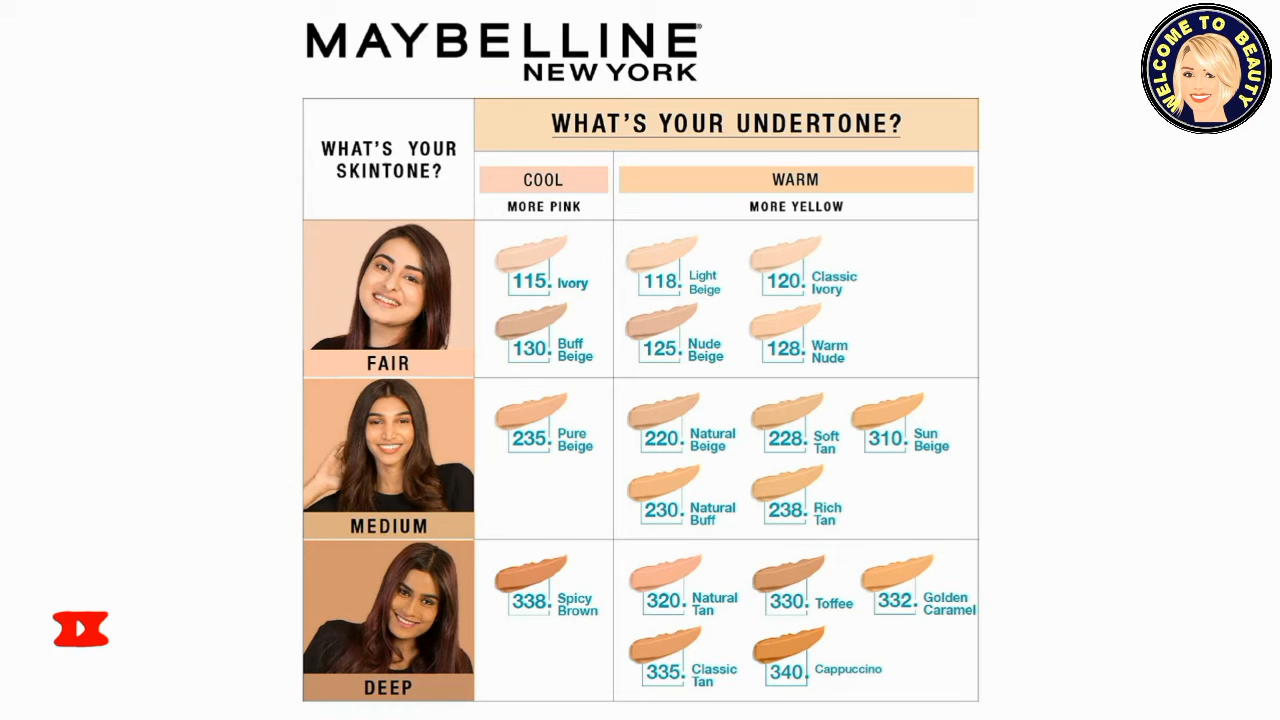 MAYBELLINE®
NEW YORK
WELCOME TO BEAUTY
WHAT'S YOUR
SKINTONE?
WHAT'S YOUR UNDERTONE?
COOL
WARM
MORE PINK
MORE YELLOW
115. Ivory
118. Light
Beige
120. Classic
Ivory
130. Buff
Beige
125. Nude
Beige
128. Warm
Nude
FAIR
235. Pure
Beige
220. Natural
Beige
228. Soft
Tan
310. Sun
Beige
230. Natural
Buff
238. Rich
Tan
MEDIUM
338. Spicy
Brown
320. Natural
Tan
330. Toffee
332. Golden
Caramel
335. Classic
Tan
340. Cappuccino
DEEP